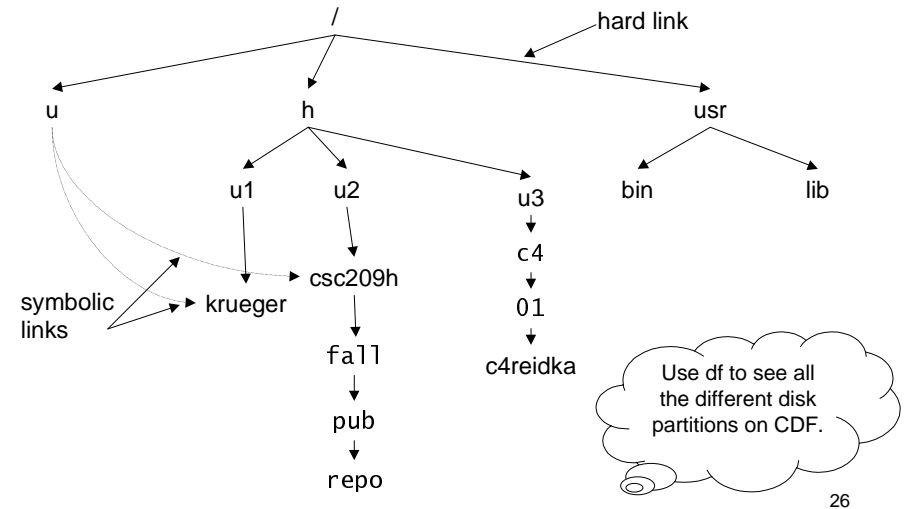 /
hard link
u
h
usr
u1
u2
u3
bin
lib
c4
csc209h
symbolic
links
krueger
01
fall
c4reidka
pub
repo
Use df to see all
the different disk
partitions on CDF.
26